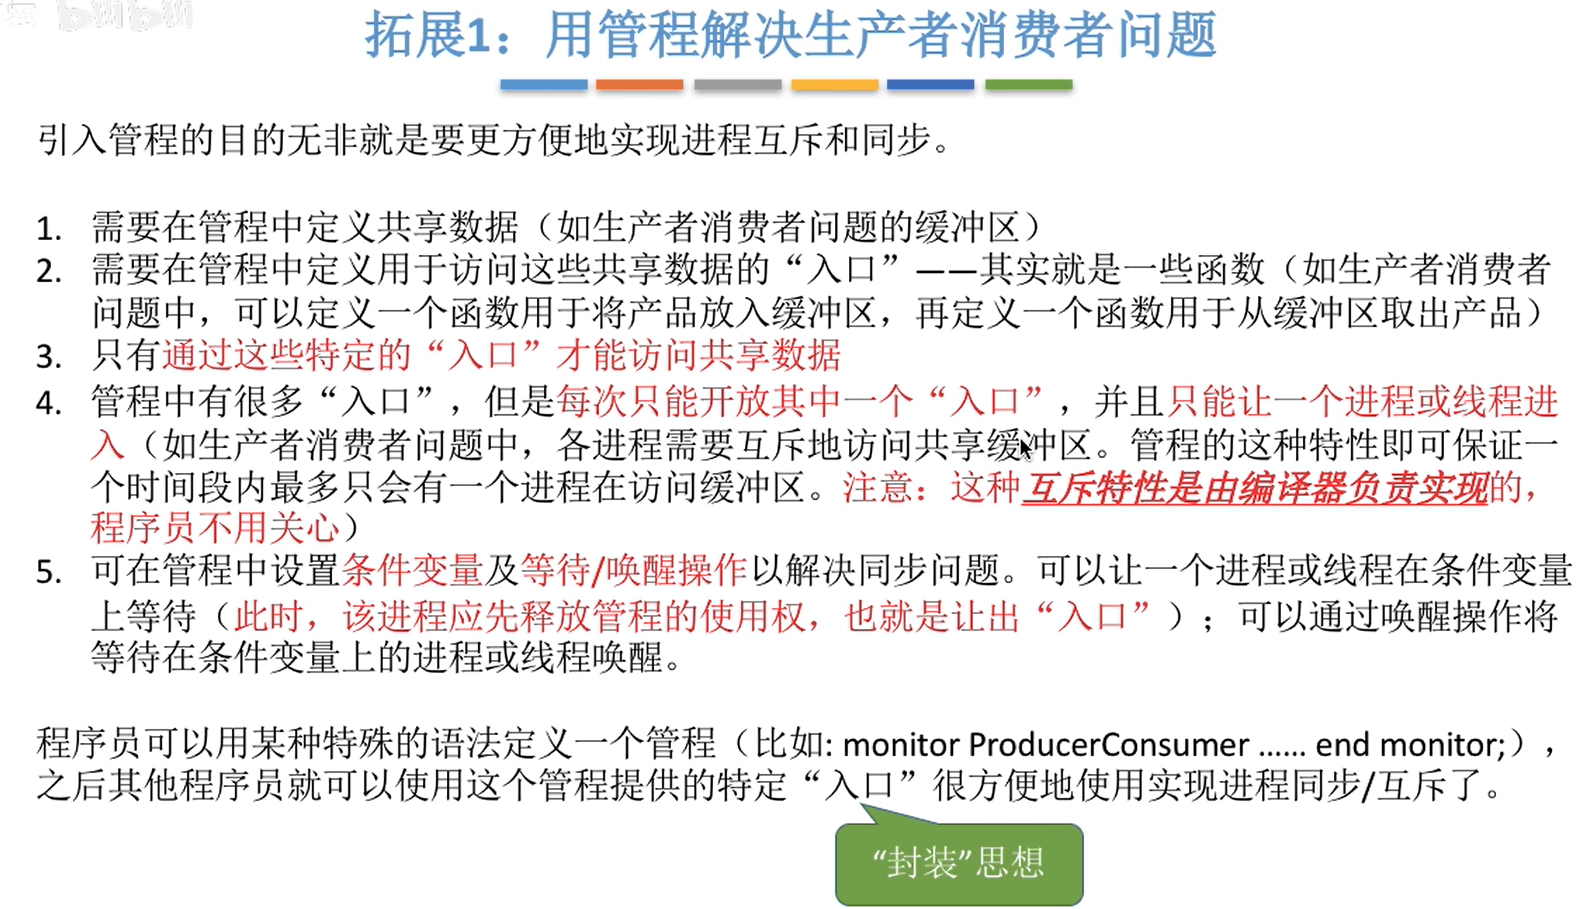 拓展1：用管程解决生产者消费者问题
引入管程的目的无非就是要更方便地实现进程互斥和同步。
1. 需要在管程中定义共享数据（如生产者消费者问题的缓冲区）
2. 需要在管程中定义用于访问这些共享数据的“入口”——其实就是一些函数（如生产者消费者
问题中，可以定义一个函数用于将产品放入缓冲区，再定义一个函数用于从缓冲区取出产品）
3. 只有通过这些特定的“入口”才能访问共享数据
4. 管程中有很多“入口”，但是每次只能开放其中一个“入口”，并且只能让一个进程或线程进
入（如生产者消费者问题中，各进程需要互斥地访问共享缓冲区。管程的这种特性即可保证一
个时间段内最多只会有一个进程在访问缓冲区。注意：这种互斥特性是由编译器负责实现的，
程序员不用关心）
5. 可在管程中设置条件变量及等待/唤醒操作以解决同步问题。可以让一个进程或线程在条件变量
上等待（此时，该进程应先释放管程的使用权，也就是让出“入口”）；可以通过唤醒操作将
等待在条件变量上的进程或线程唤醒。
程序员可以用某种特殊的语法定义一个管程（比如: monitor ProducerConsumer …… end monitor;），
之后其他程序员就可以使用这个管程提供的特定“入口”很方便地使用实现进程同步/互斥了。
“封装”思想